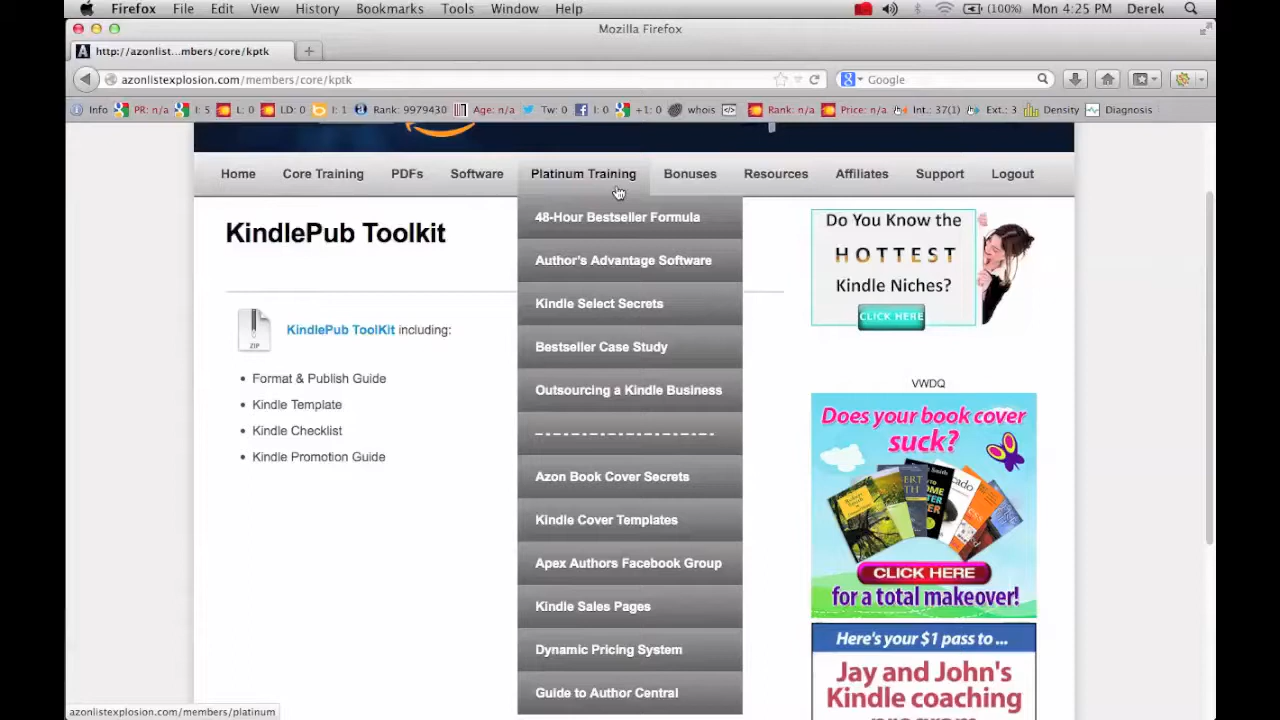 Firefox File Edit View History Bookmarks Tools Window Help (100%) Mon 4:25 PM Derek
Mozilla Firefox
http://azonlist...mbers/core/kptk
azonlistexplosion.com/members/core/kptk Google
Info PR: n/a I: 5 L: 0 LD: 0 I: 1 Rank: 9979430 Age: n/a Tw: 0 I: 0 +1: 0 whois Rank: n/a Price: n/a Int.: 37(1) Ext.: 3 Density Diagnosis
Home Core Training PDFs Software Platinum Training Bonuses Resources Affiliates Support Logout
KindlePub Toolkit
ZIP
KindlePub ToolKit including:
• Format & Publish Guide
• Kindle Template
• Kindle Checklist
• Kindle Promotion Guide
48-Hour Bestseller Formula
Author's Advantage Software
Kindle Select Secrets
Bestseller Case Study
Outsourcing a Kindle Business
--------------------
Azon Book Cover Secrets
Kindle Cover Templates
Apex Authors Facebook Group
Kindle Sales Pages
Dynamic Pricing System
Guide to Author Central
Do You Know the
HOTTEST
Kindle Niches?
CLICK HERE
VWDQ
Does your book cover
suck?
CLICK HERE
for a total makeover!
Here's your $1 pass to ...
Jay and John's
Kindle coaching
azonlistexplosion.com/members/platinum